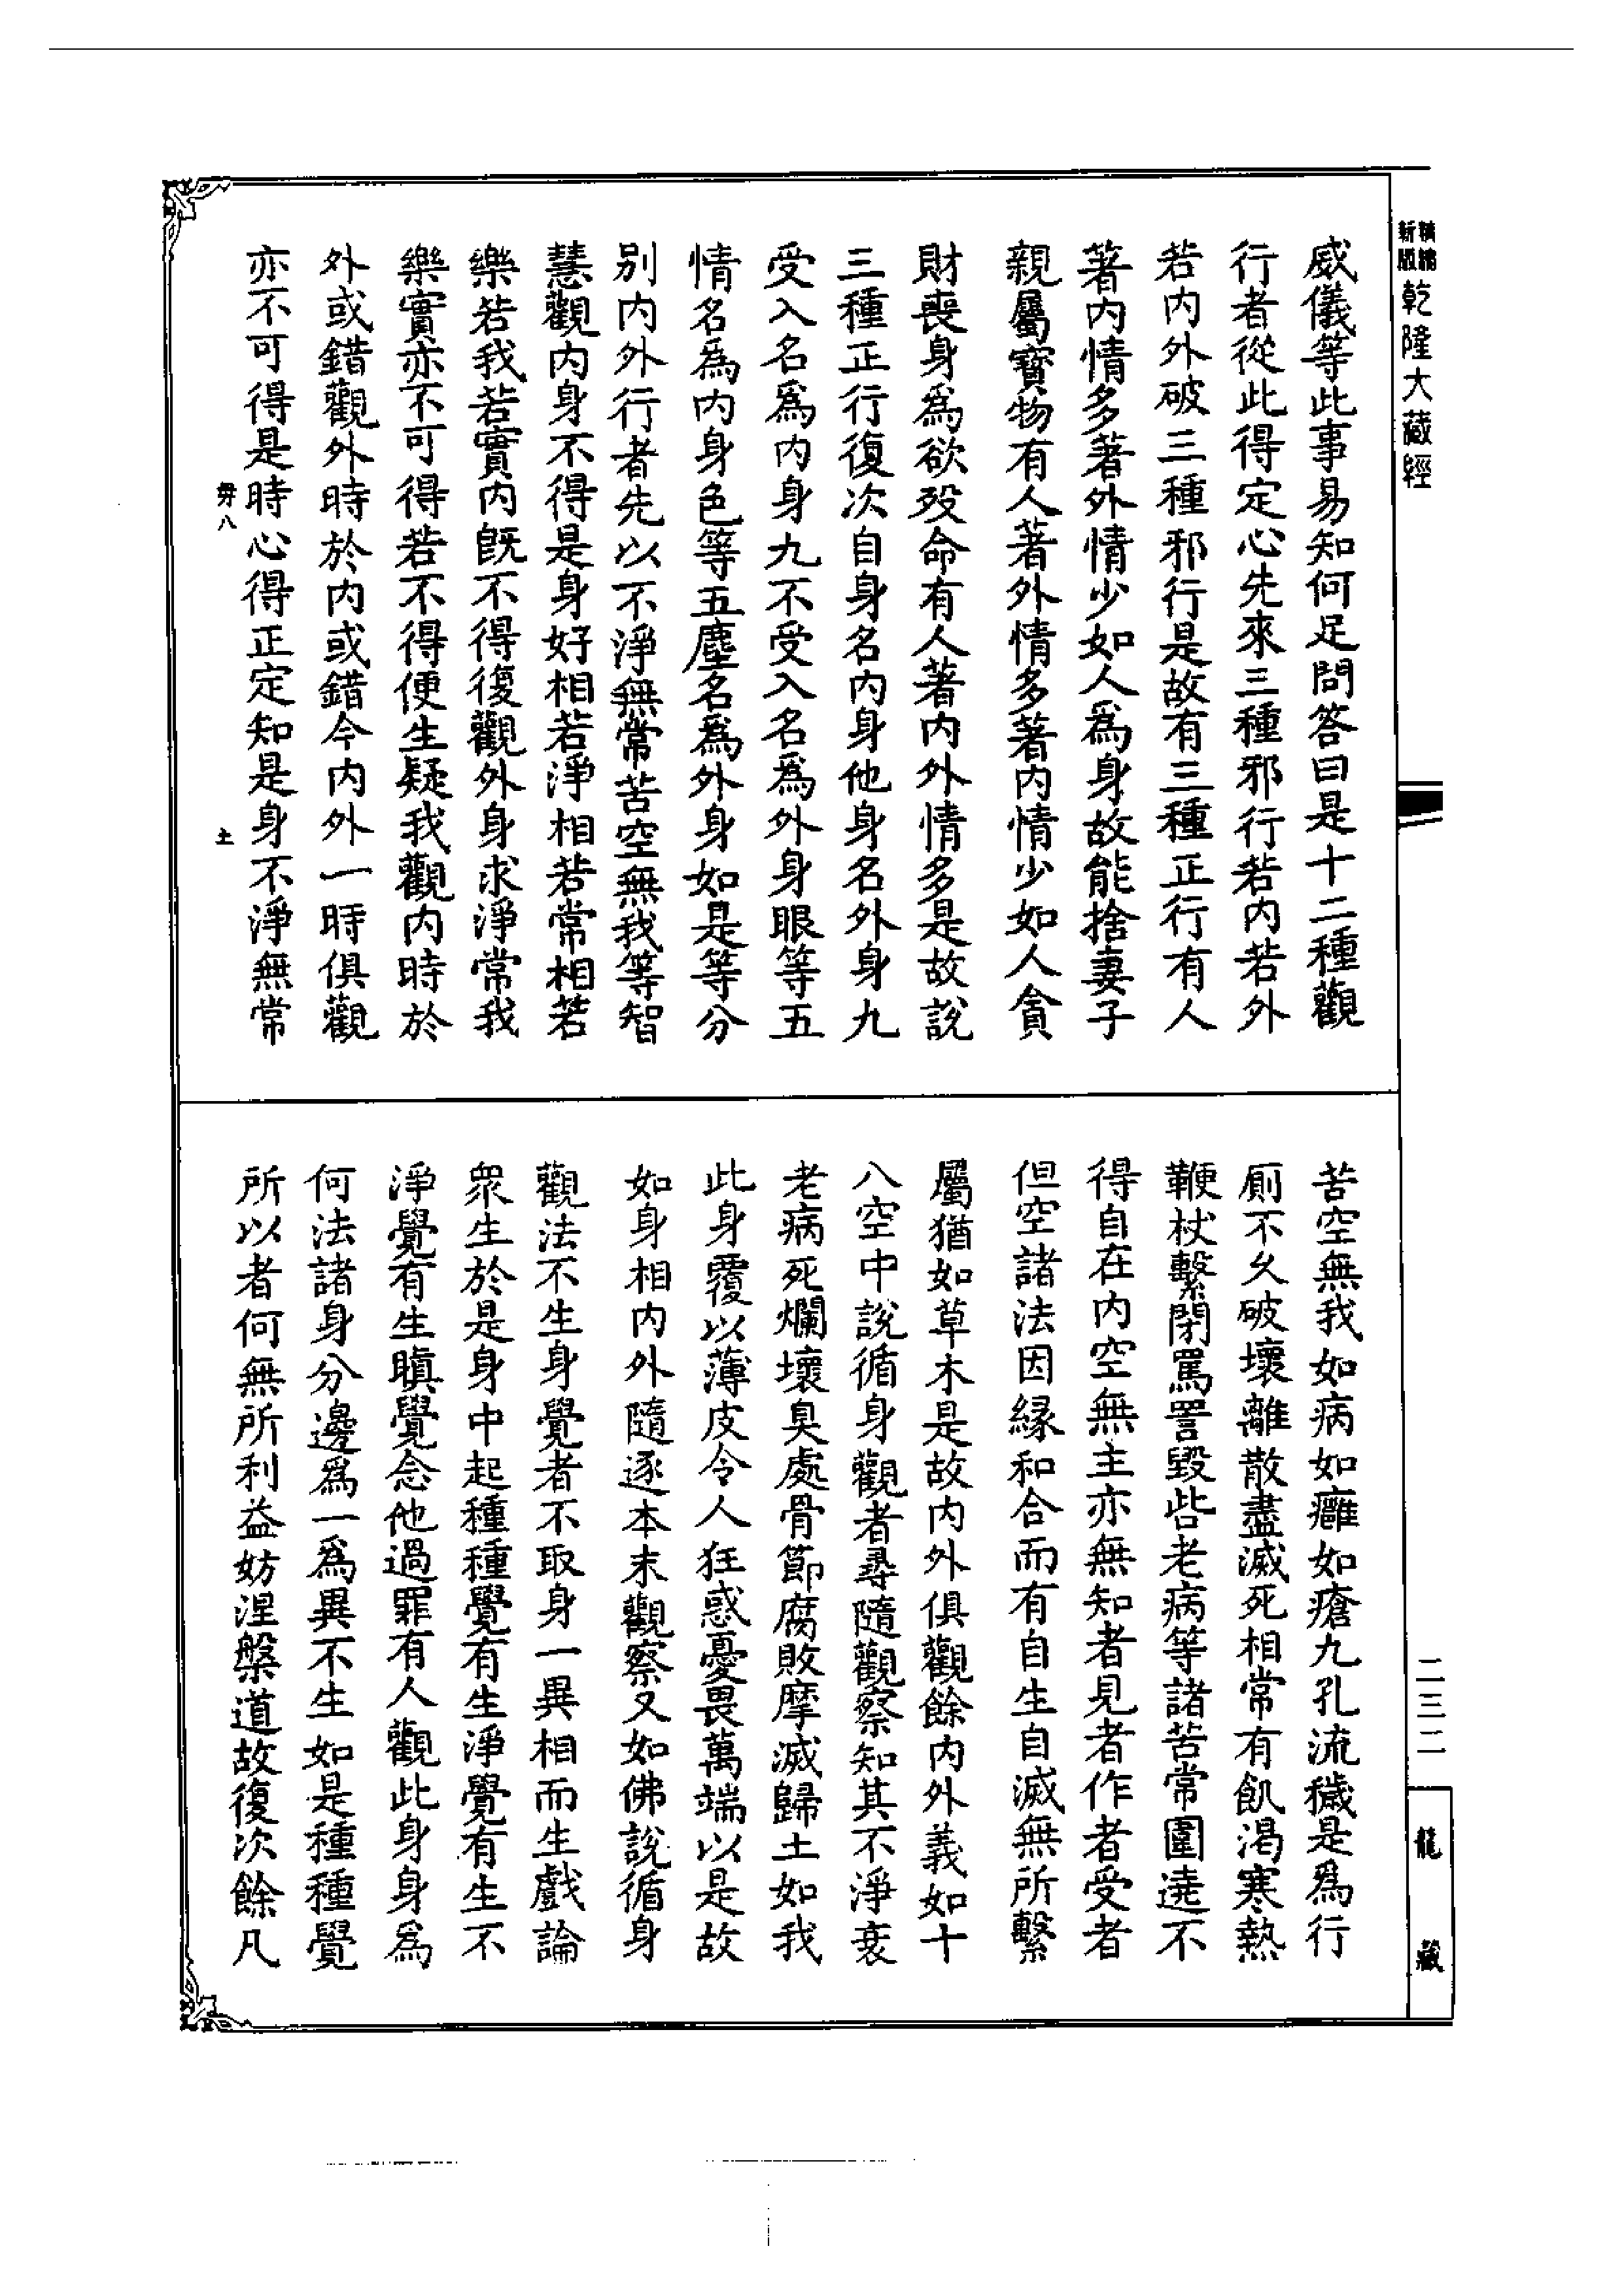 新版精縮乾隆大藏經
威儀等此事易知何足問答曰是十二種觀
行者從此得定心先來三種邪行若內若外
若內外破三種邪行是故有三種正行有人
著內情多著外情少如人為身故能捨妻子
親屬寶物有人著外情多著內情少如人貪
財喪身為欲歿命有人著內外情多是故說
三種正行復次自身名內身他身名外身九
受入名為內身九不受入名為外身眼等五
情名為內身色等五塵名為外身如是等分
別內外行者先以不淨無常苦空無我等智
慧觀內身不得是身好相若淨相若常相若
樂若我若實內既不得復觀外身求淨常我
樂實亦不可得若不得便生疑我觀內時於
外或錯觀外時於內或錯今內外一時俱觀
亦不可得是時心得正定知是身不淨無常
毋八
土
苦空無我如病如癰如瘡九孔流穢是為行
廁不久破壞離散盡滅死相常有飢渴寒熱
鞭杖繫閉罵詈毀呰老病等諸苦常圍遶不
得自在內空無主亦無知者見者作者受者
但空諸法因緣和合而有自生自滅無所繫
屬猶如草木是故內外俱觀餘內外義如十
八空中說循身觀者尋隨觀察知其不淨衰
老病死爛壞臭處骨節腐敗摩滅歸土如我
此身覆以薄皮令人狂惑憂畏萬端以是故
如身相內外隨逐本末觀察又如佛說循身
觀法不生身覺者不取身一異相而生戲論
眾生於是身中起種種覺有生淨覺有生不
淨覺有生瞋覺念他過罪有人觀此身身為
何法諸身分邊為一為異不生如是種種覺
所以者何無所利益妨涅槃道故復次餘凡
二三二
龍藏